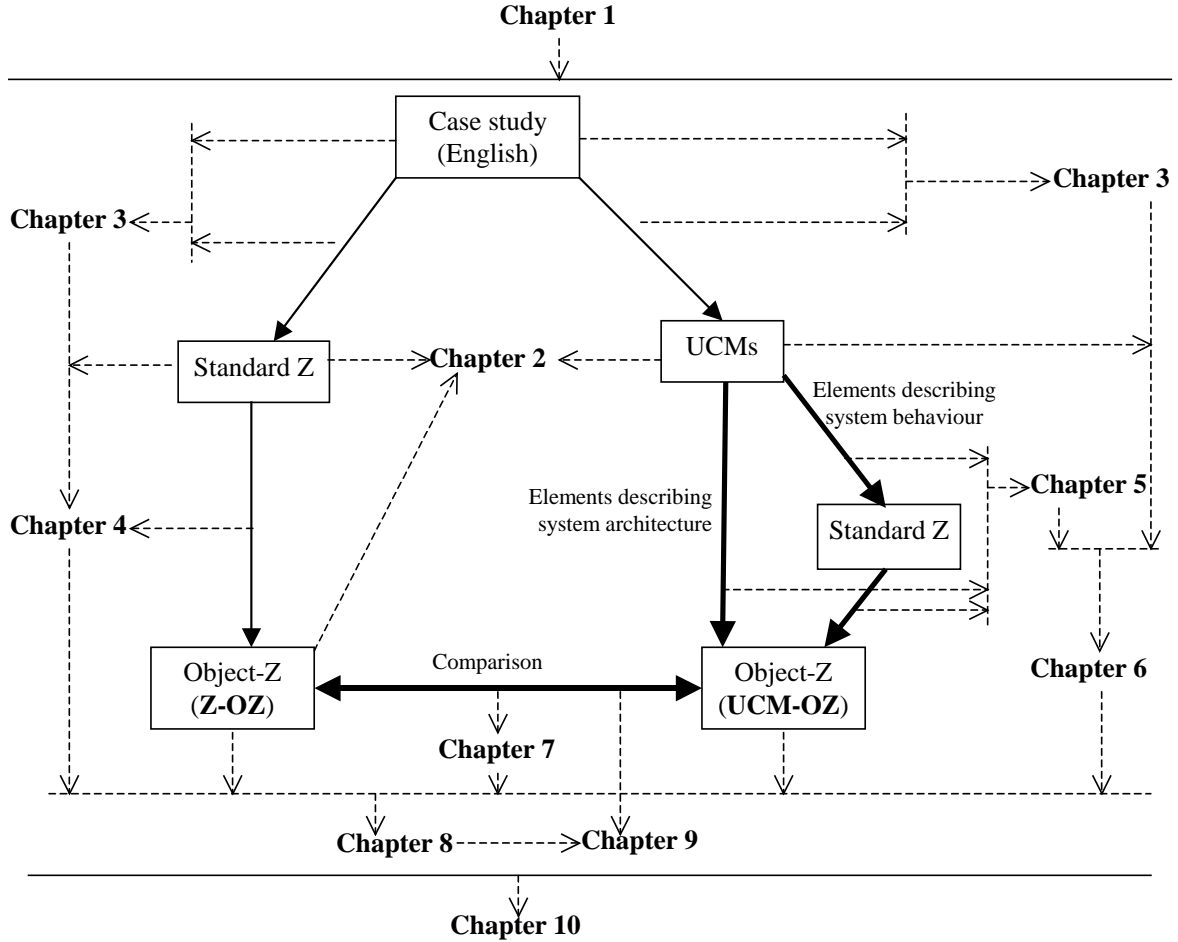 Chapter 1
Case study
(English)
Chapter 3
Chapter 3
Standard Z
Chapter 2
UCMs
Elements describing
system behaviour
Elements describing
system architecture
Chapter 5
Chapter 4
Standard Z
Object-Z
(Z-OZ)
Comparison
Object-Z
(UCM-OZ)
Chapter 6
Chapter 7
Chapter 8
Chapter 9
Chapter 10